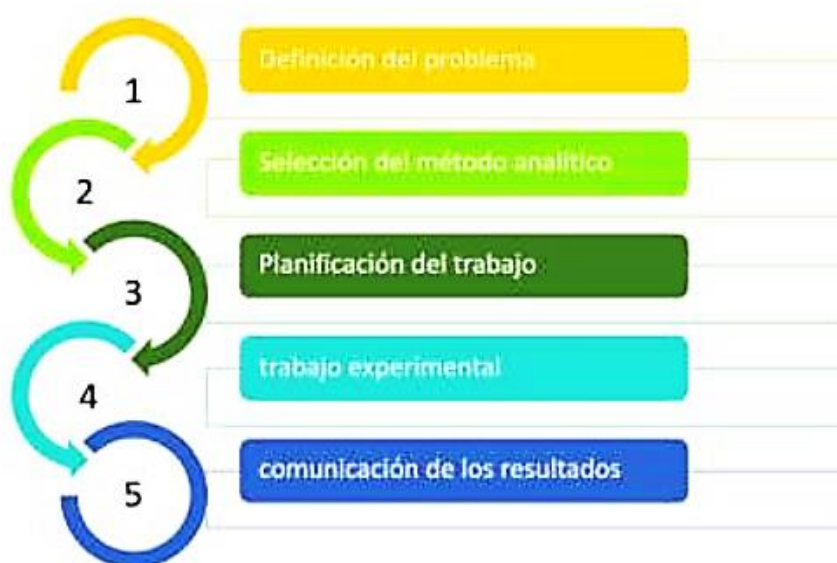 1
Definición del problema
2
Selección del método analítico
3
Planificación del trabajo
4
trabajo experimental
5
comunicación de los resultados